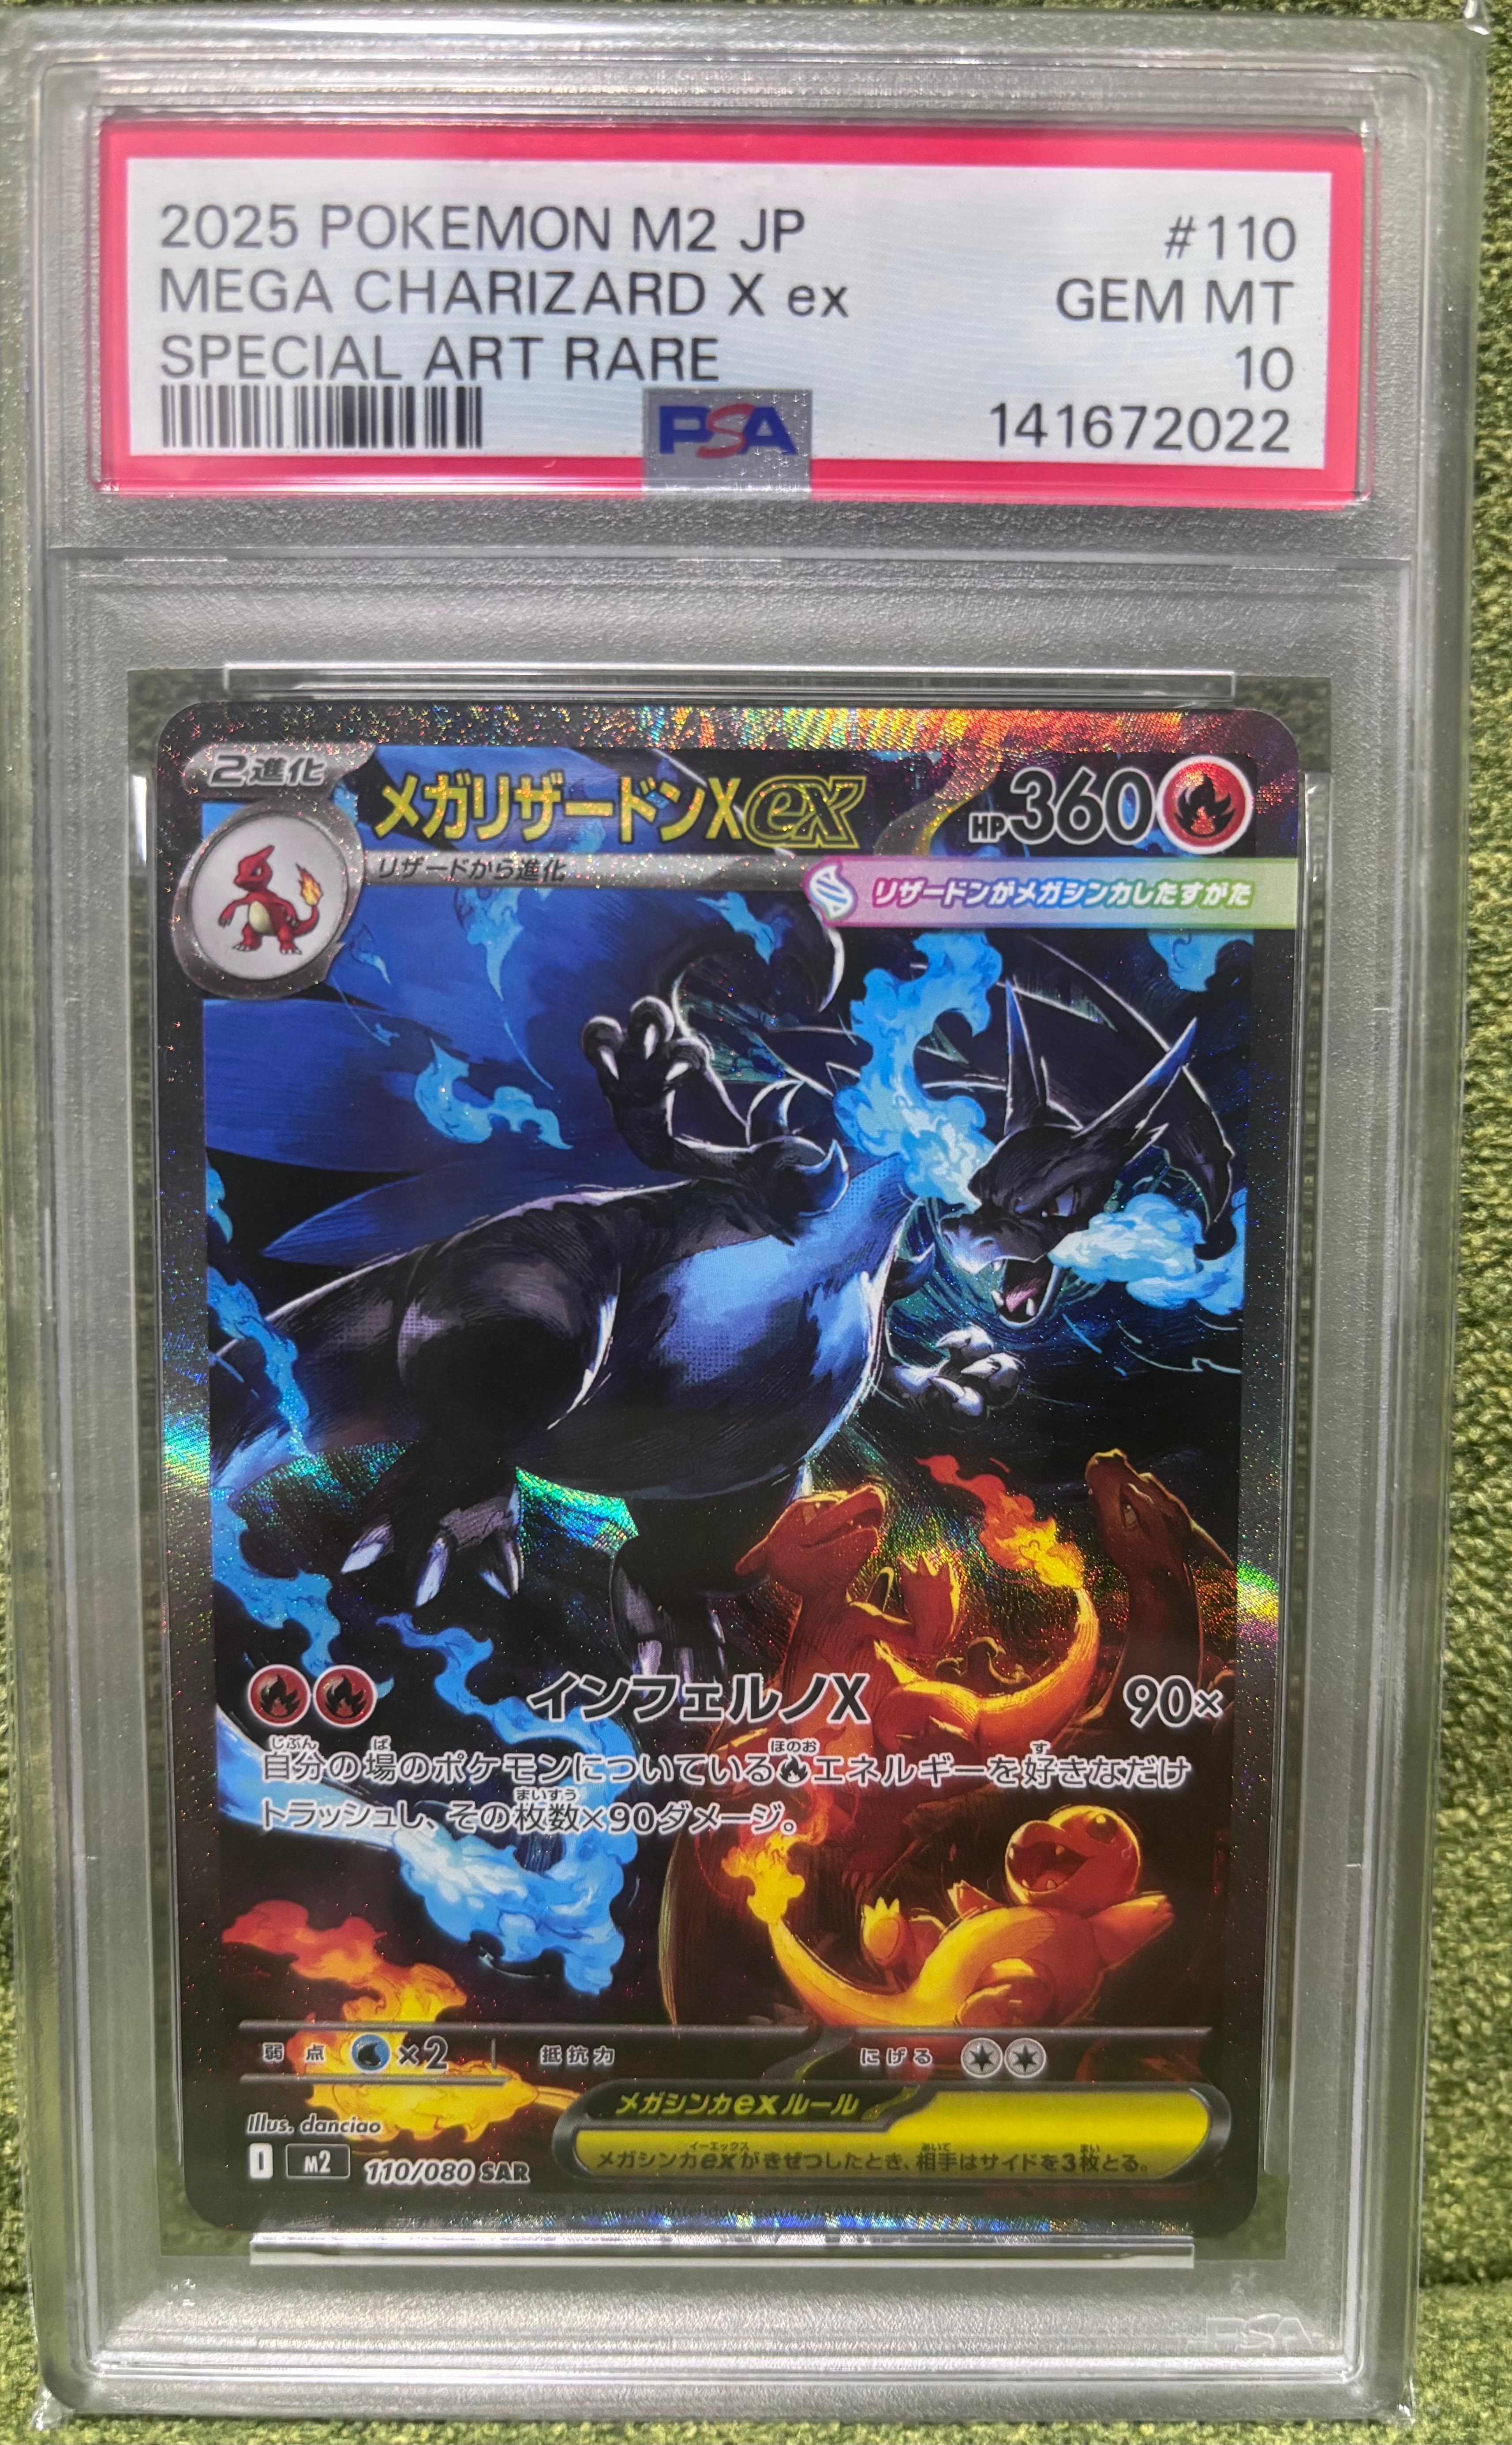 2025 POKEMON M2 JP #110
MEGA CHARIZARD X ex GEM MT
SPECIAL ART RARE 10
PSA 141672022
2進化
メガリザードンXex HP360
リザードから進化
リザードンがメガシンカしたすがた
インフェルノX 90×
自分の場のポケモンについているエネルギーを好きなだけ
トラッシュし、その枚数×90ダメージ。
弱点 ×2 抵抗力 にげる
メガシンカexルール
メガシンカexがきぜつしたとき、相手はサイドを3枚とる。
Illus. danciao
I M2 110/080 SAR
©2025 Pokémon/Nintendo/Creatures/GAME FREAK
PSA